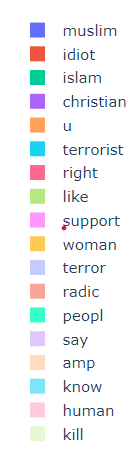 muslim
idiot
islam
christian
u
terrorist
right
like
support
woman
terror
radic
peopl
say
amp
know
human
kill